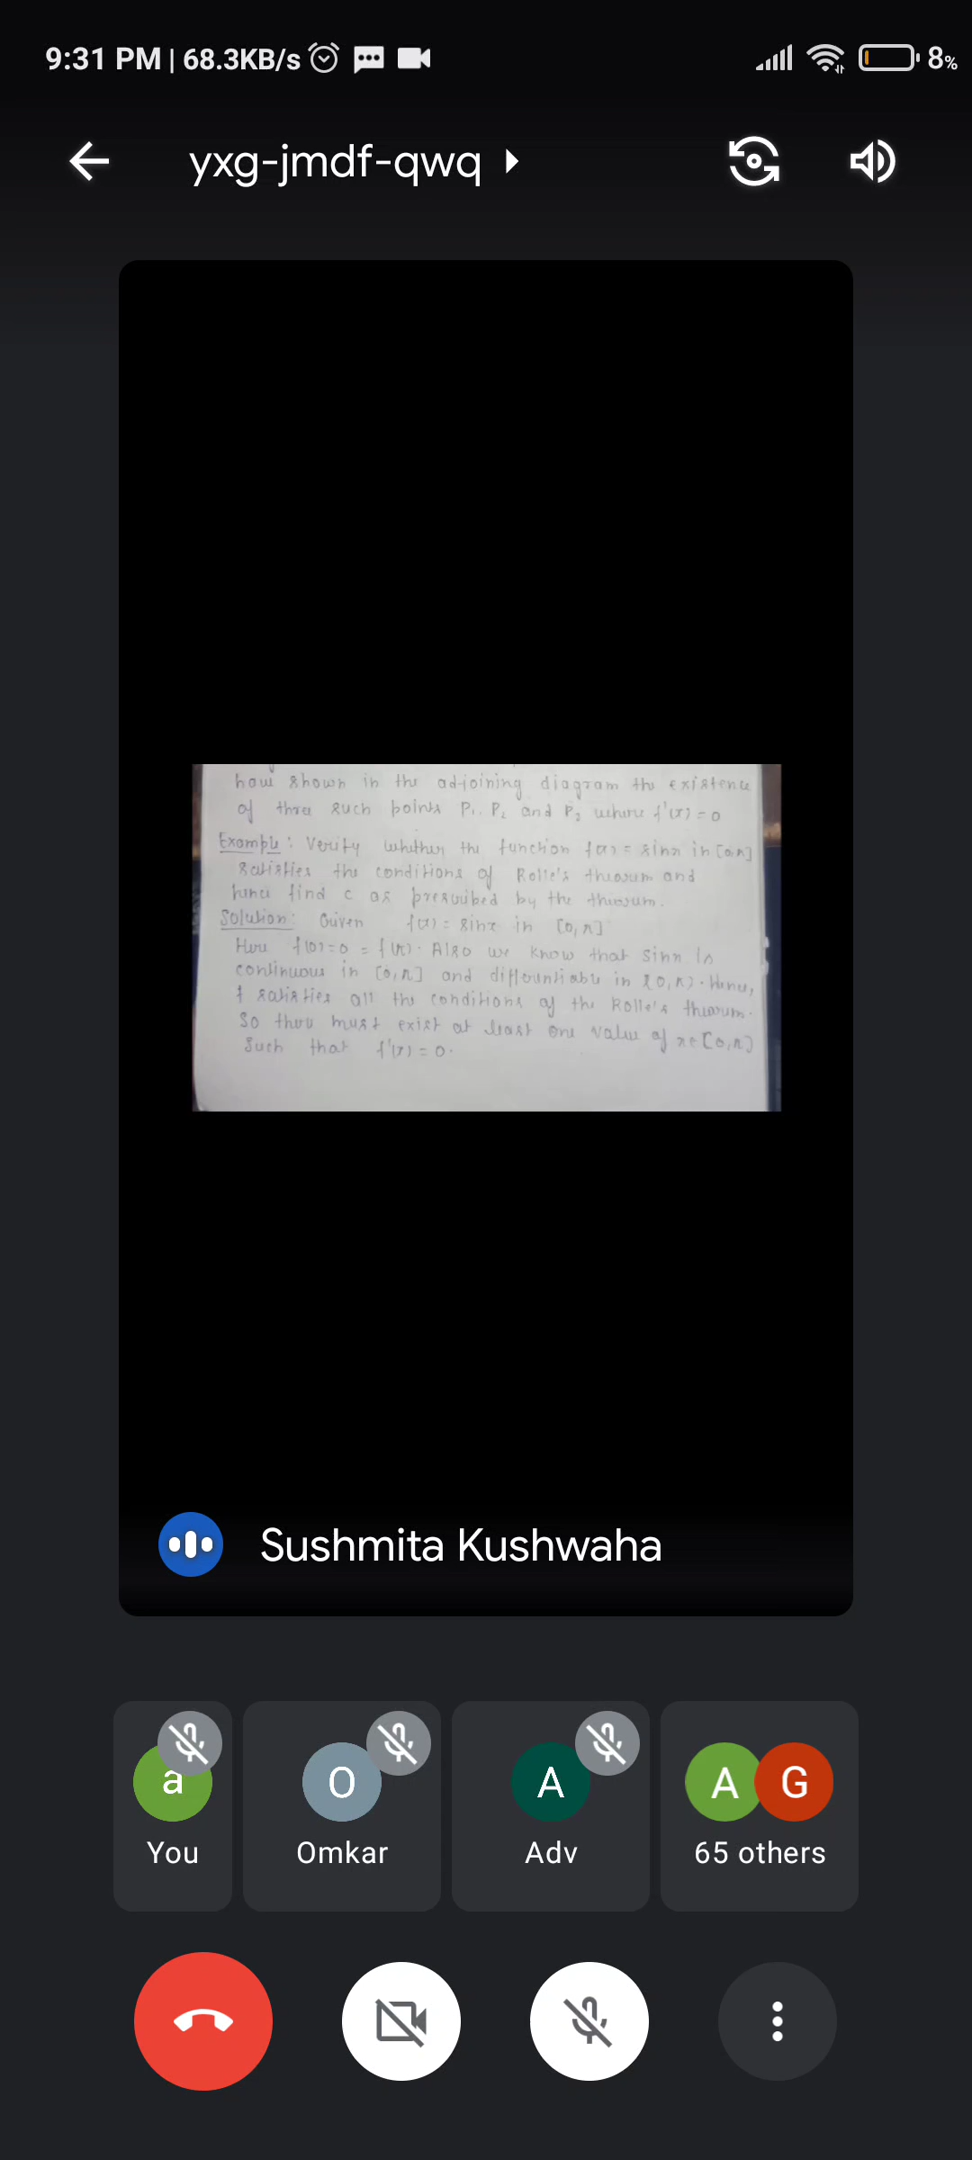 9:31 PM | 68.3KB/s
8%
yxg-jmdf-qwq
have shown in the adjoining diagram the existence
of three such points P1, P2 and P3 where f'(x) = 0
Example: Verify whether the function f(x) = sinx in [0,π]
satisfies the conditions of Rolle's theorem and
hence find c as prescribed by the theorem.
Solution: Given f(x) = sinx in [0,π]
Here f(0)=0 = f(π). Also we know that sinx is
continuous in [0,π] and differentiable in (0,π). Hence,
f satisfies all the conditions of the Rolle's theorem.
So there must exist at least one value of x∈[0,π]
Such that f'(x) = 0.
Sushmita Kushwaha
a
You
O
Omkar
A
Adv
A G
65 others